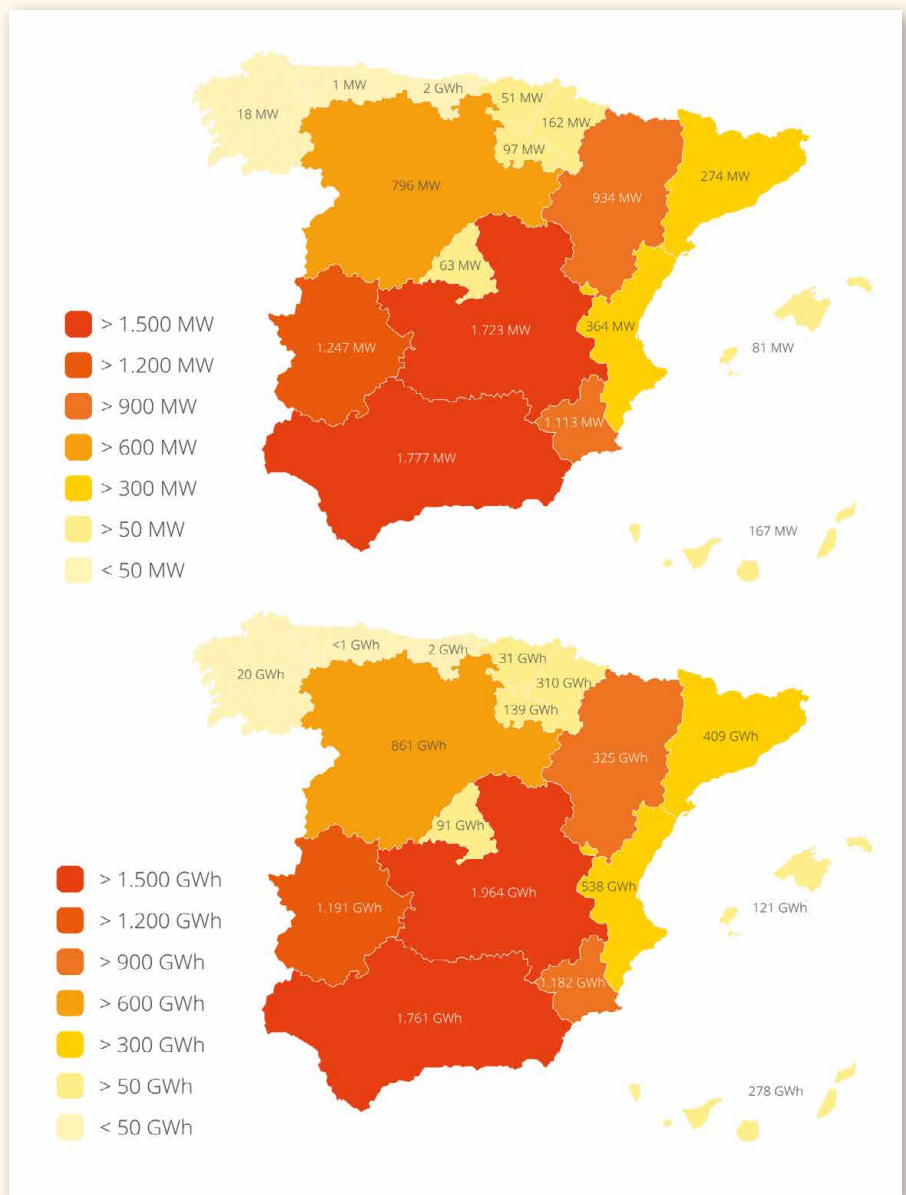 1 MW
2 GWh
51 MW
18 MW
162 MW
97 MW
274 MW
796 MW
934 MW
63 MW
> 1.500 MW
1.723 MW
364 MW
> 1.200 MW
1.247 MW
81 MW
> 900 MW
1.113 MW
> 600 MW
1.777 MW
> 300 MW
> 50 MW
167 MW
< 50 MW
<1 GWh
2 GWh
31 GWh
20 GWh
310 GWh
139 GWh
409 GWh
861 GWh
325 GWh
91 GWh
> 1.500 GWh
1.964 GWh
538 GWh
> 1.200 GWh
1.191 GWh
121 GWh
> 900 GWh
1.182 GWh
> 600 GWh
1.761 GWh
> 300 GWh
> 50 GWh
278 GWh
< 50 GWh